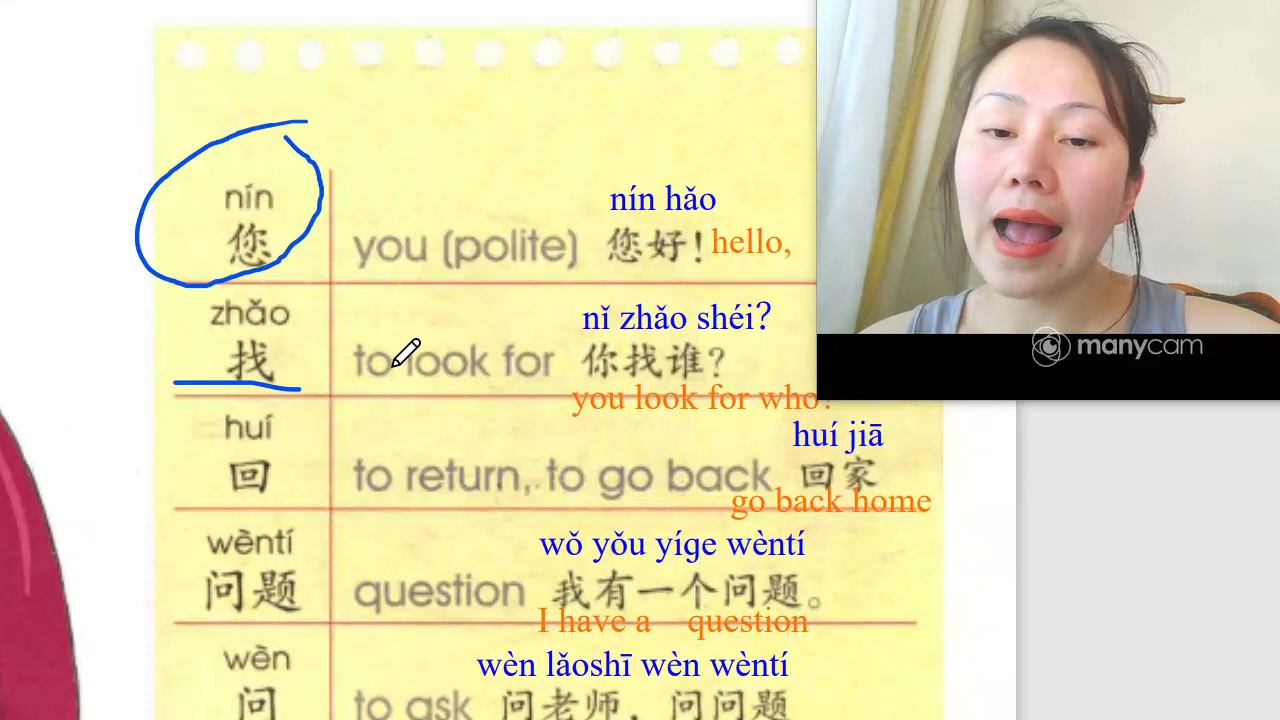 nín
nín hǎo
您 you (polite) 您好! hello,
zhǎo
nǐ zhǎo shéi?
找 to look for 你找谁?
you look for who?
manycam
huí
huí jiā
回 to return, to go back 回家
go back home
wèntí
wǒ yǒu yíge wèntí
问题 question 我有一个问题。
I have a question
wèn
wèn lǎoshī wèn wèntí
问 to ask 问老师，问问题